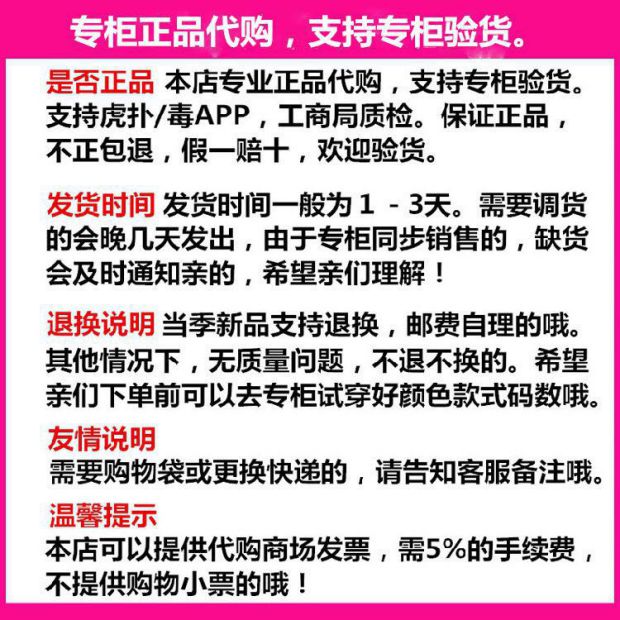 专柜正品代购，支持专柜验货。
是否正品 本店专业正品代购，支持专柜验货。
支持虎扑/毒APP，工商局质检。保证正品，
不正包退，假一赔十，欢迎验货。
发货时间 发货时间一般为1 -3天。需要调货
的会晚几天发出，由于专柜同步销售的，缺货
会及时通知亲的，希望亲们理解！
退换说明 当季新品支持退换，邮费自理的哦。
其他情况下，无质量问题，不退不换的。希望
亲们下单前可以去专柜试穿好颜色款式码数哦。
友情说明
需要购物袋或更换快递的，请告知客服备注哦。
温馨提示
本店可以提供代购商场发票，需5%的手续费，
不提供购物小票的哦！